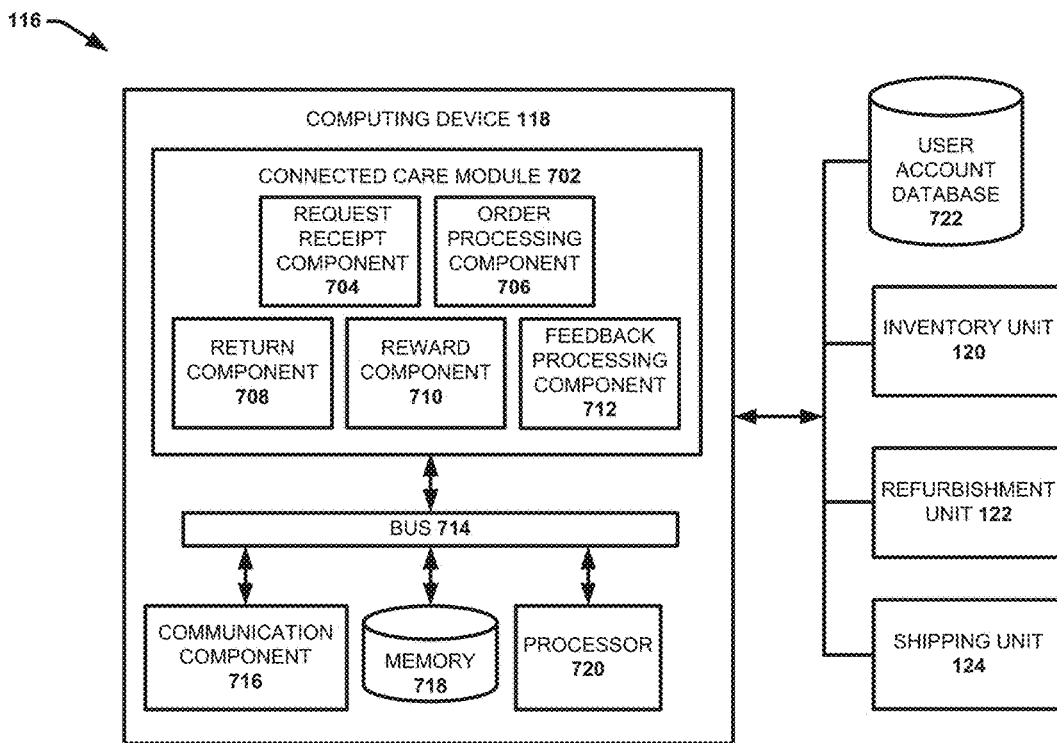 116
COMPUTING DEVICE 118
CONNECTED CARE MODULE 702
REQUEST
RECEIPT
COMPONENT
704
ORDER
PROCESSING
COMPONENT
706
RETURN
COMPONENT
708
REWARD
COMPONENT
710
FEEDBACK
PROCESSING
COMPONENT
712
BUS 714
COMMUNICATION
COMPONENT
716
MEMORY
718
PROCESSOR
720
USER
ACCOUNT
DATABASE
722
INVENTORY UNIT
120
REFURBISHMENT
UNIT 122
SHIPPING UNIT
124